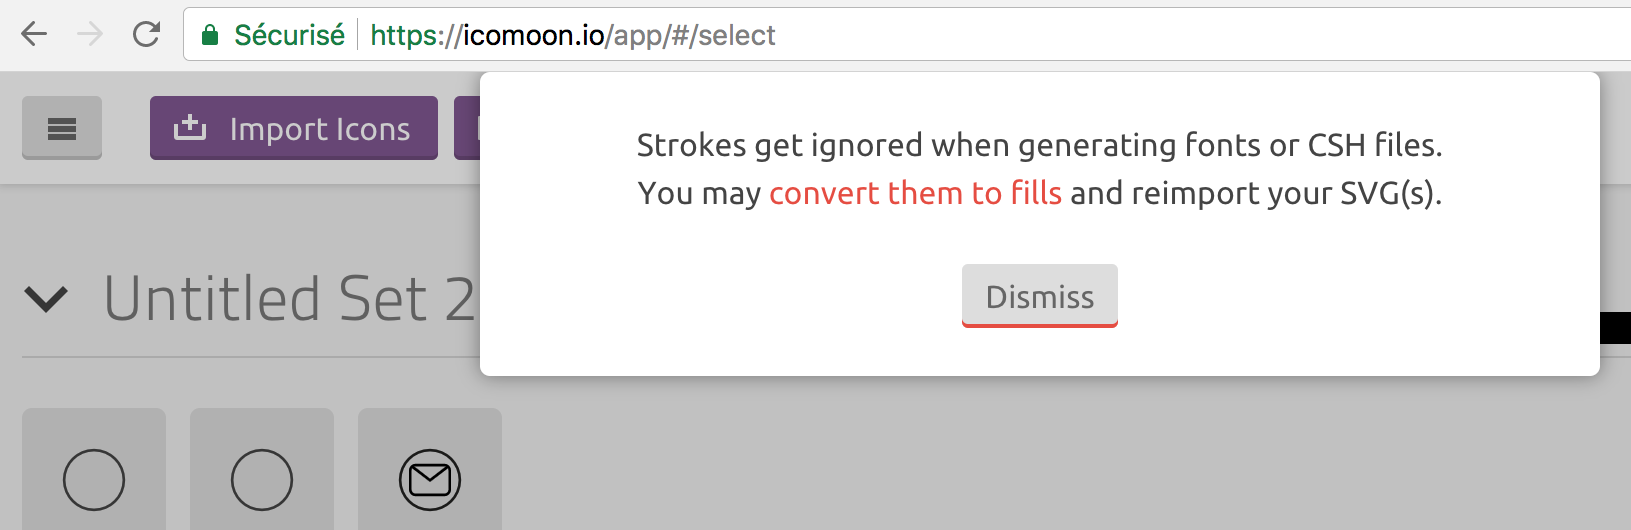 Sécurisé https://icomoon.io/app/#/select
Import Icons
Strokes get ignored when generating fonts or CSH files.
You may convert them to fills and reimport your SVG(s).
Dismiss
Untitled Set 2